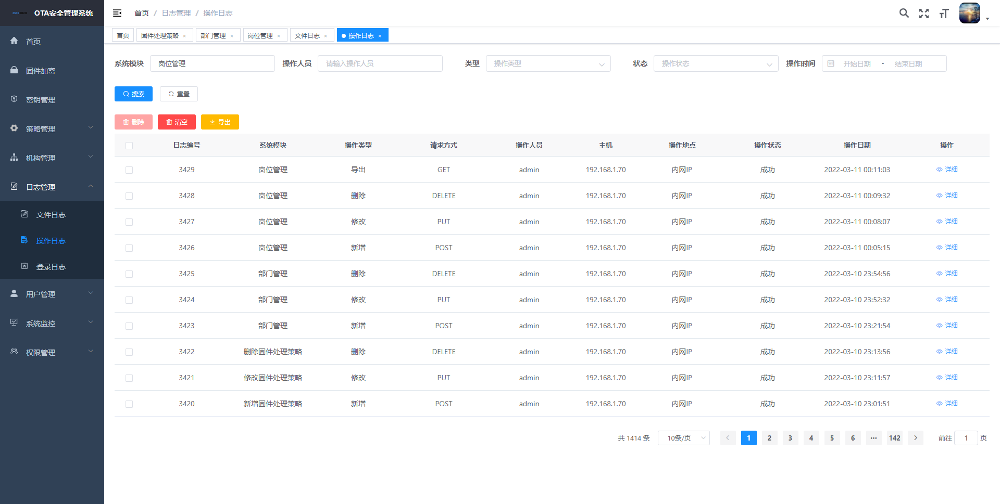 OTA安全管理系统
首页 / 日志管理 / 操作日志
首页
固件加密
密钥管理
策略管理
机构管理
日志管理
文件日志
操作日志
登录日志
用户管理
系统监控
权限管理
首页 固件处理策略 × 部门管理 × 岗位管理 × 文件日志 × 操作日志 ×
系统模块 岗位管理 操作人员 请输入操作人员 类型 操作类型 状态 操作状态 操作时间 开始日期 - 结束日期
搜索 重置
删除 清空 导出
日志编号 系统模块 操作类型 请求方式 操作人员 主机 操作地点 操作状态 操作日期 操作
3429 岗位管理 导出 GET admin 192.168.1.70 内网IP 成功 2022-03-11 00:11:03 详细
3428 岗位管理 删除 DELETE admin 192.168.1.70 内网IP 成功 2022-03-11 00:09:32 详细
3427 岗位管理 修改 PUT admin 192.168.1.70 内网IP 成功 2022-03-11 00:08:07 详细
3426 岗位管理 新增 POST admin 192.168.1.70 内网IP 成功 2022-03-11 00:05:15 详细
3425 部门管理 删除 DELETE admin 192.168.1.70 内网IP 成功 2022-03-10 23:54:56 详细
3424 部门管理 修改 PUT admin 192.168.1.70 内网IP 成功 2022-03-10 23:52:32 详细
3423 部门管理 新增 POST admin 192.168.1.70 内网IP 成功 2022-03-10 23:21:54 详细
3422 删除固件处理策略 删除 DELETE admin 192.168.1.70 内网IP 成功 2022-03-10 23:13:56 详细
3421 修改固件处理策略 修改 PUT admin 192.168.1.70 内网IP 成功 2022-03-10 23:11:57 详细
3420 新增固件处理策略 新增 POST admin 192.168.1.70 内网IP 成功 2022-03-10 23:01:51 详细
共 1414 条 10条/页 1 2 3 4 5 6 ··· 142 前往 1 页